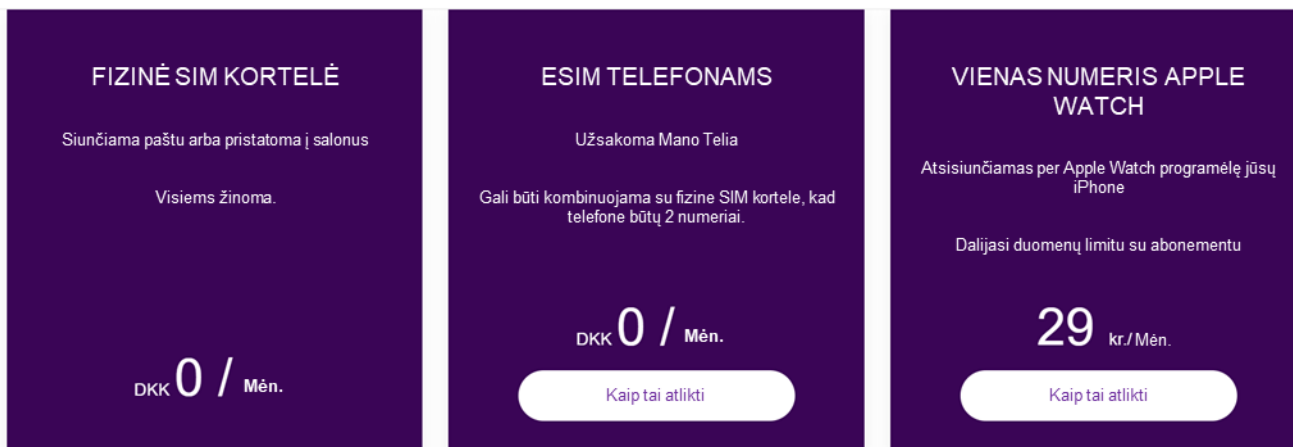 FIZINĖ SIM KORTELĖ
Siunčiama paštu arba pristatoma į salonus
Visiems žinoma.
DKK 0 / Mėn.
ESIM TELEFONAMS
Užsakoma Mano Telia
Gali būti kombinuojama su fizine SIM kortele, kad
telefone būtų 2 numeriai.
DKK 0 / Mėn.
Kaip tai atlikti
VIENAS NUMERIS APPLE
WATCH
Atsisiunčiamas per Apple Watch programėlę jūsų
iPhone
Dalijasi duomenų limitu su abonementu
29 kr./ Mėn.
Kaip tai atlikti